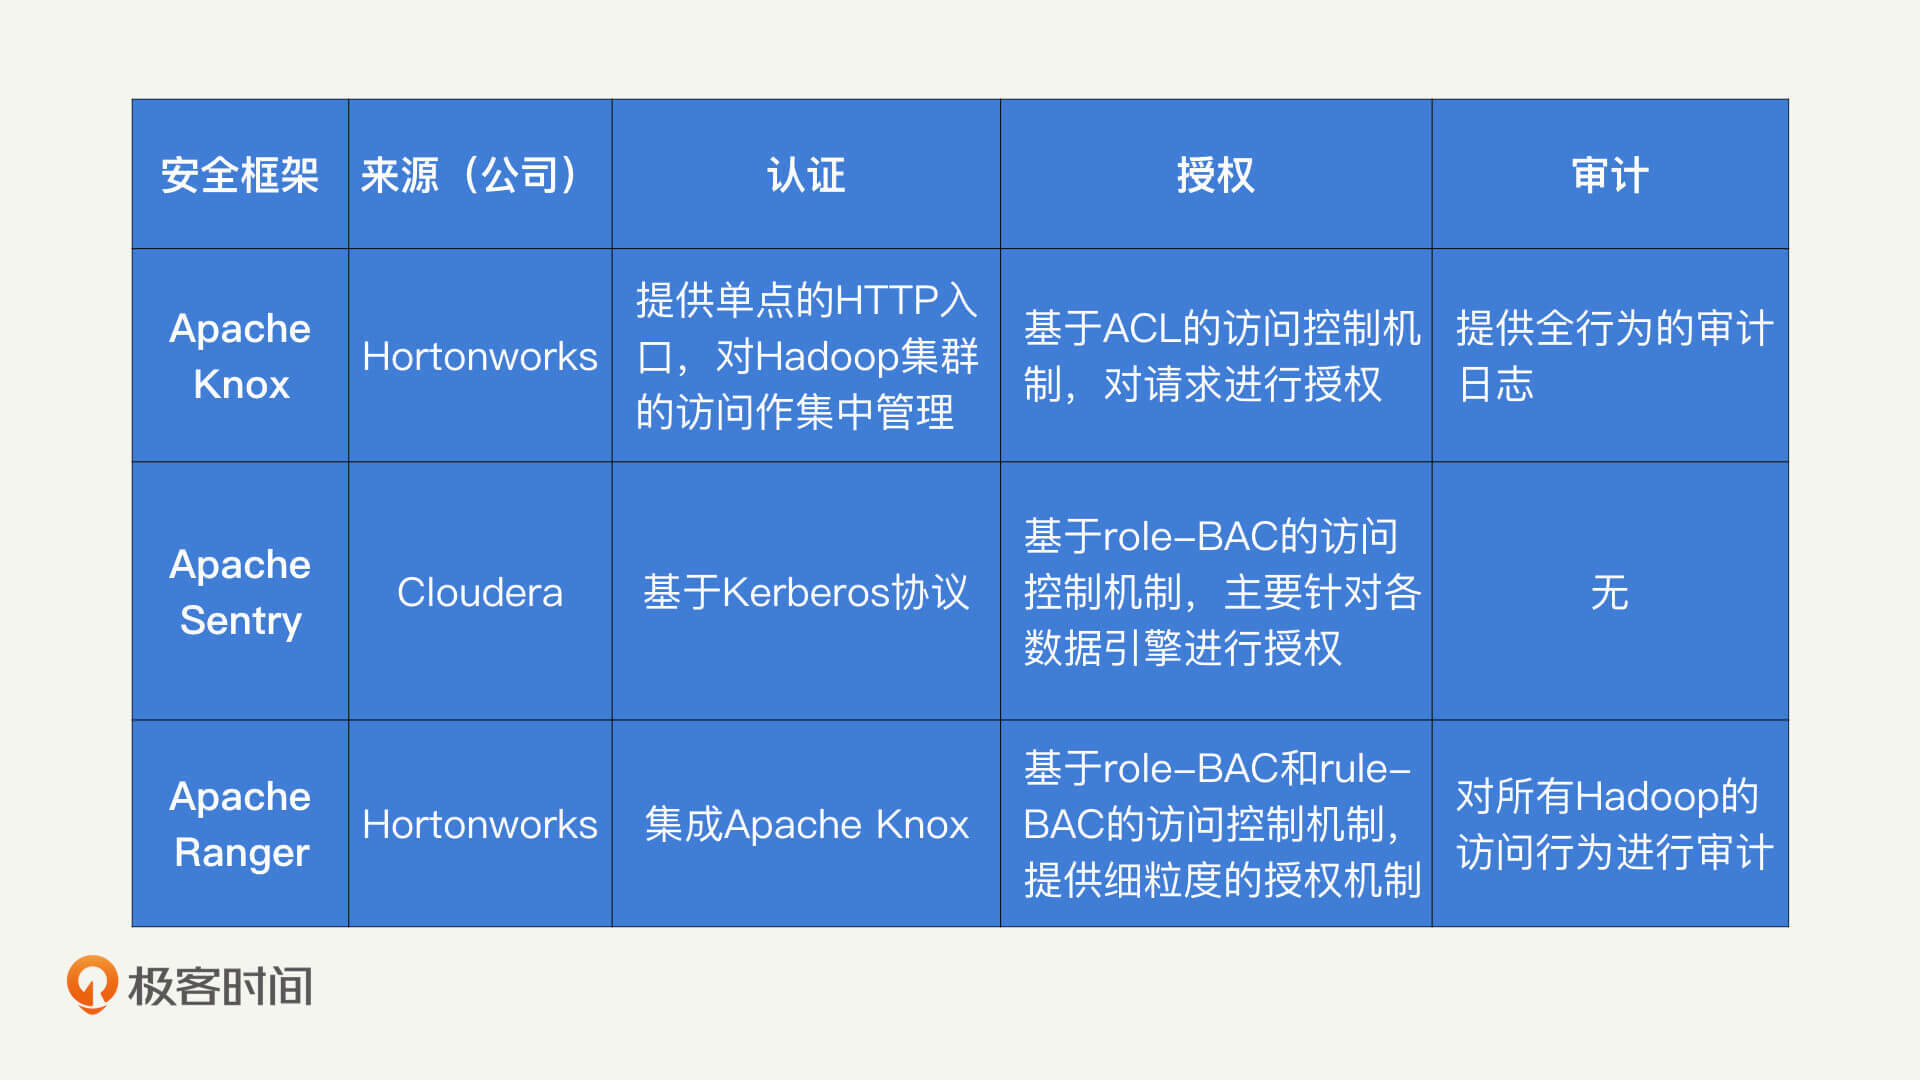 安全框架
来源（公司）
认证
授权
审计
Apache
Knox
Hortonworks
提供单点的HTTP入
口，对Hadoop集群
的访问作集中管理
基于ACL的访问控制机
制，对请求进行授权
提供全行为的审计
日志
Apache
Sentry
Cloudera
基于Kerberos协议
基于role-BAC的访问
控制机制，主要针对各
数据引擎进行授权
无
Apache
Ranger
Hortonworks
集成Apache Knox
基于role-BAC和rule-
BAC的访问控制机制，
提供细粒度的授权机制
对所有Hadoop的
访问行为进行审计
极客时间